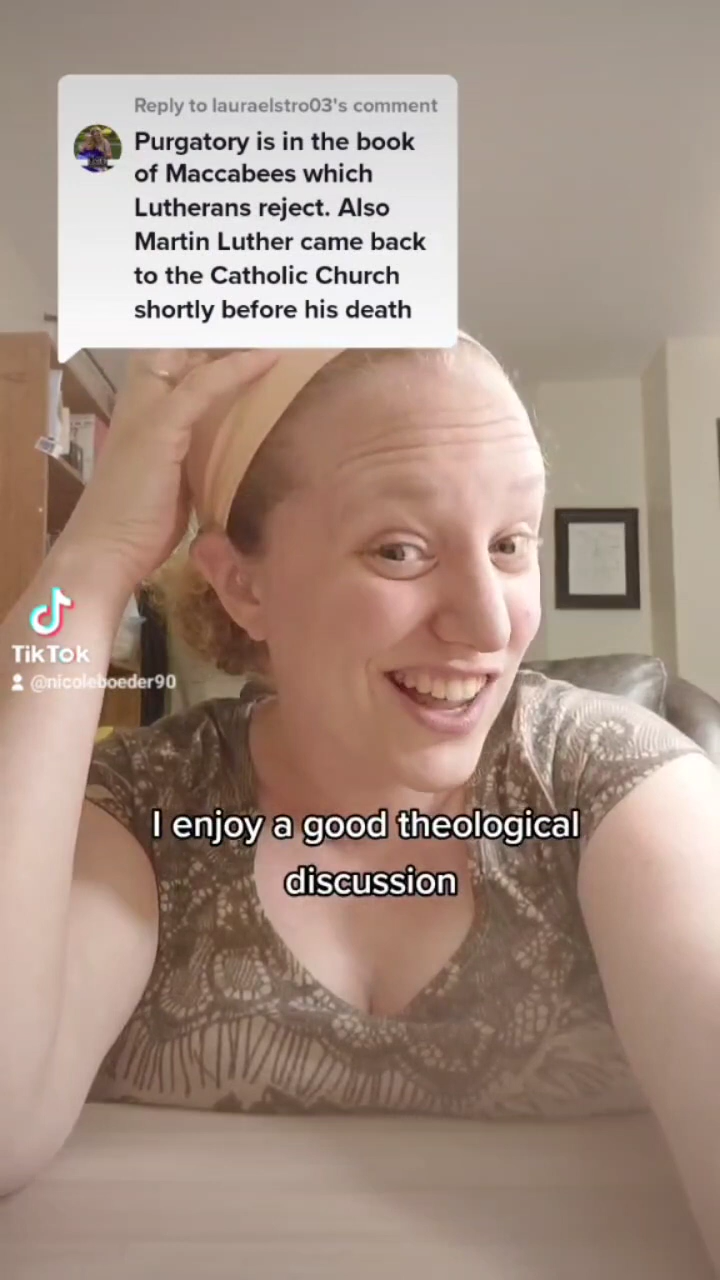 Reply to lauraelstro03's comment
Purgatory is in the book
of Maccabees which
Lutherans reject. Also
Martin Luther came back
to the Catholic Church
shortly before his death
TikTok
@nicoleboeder90
I enjoy a good theological
discussion